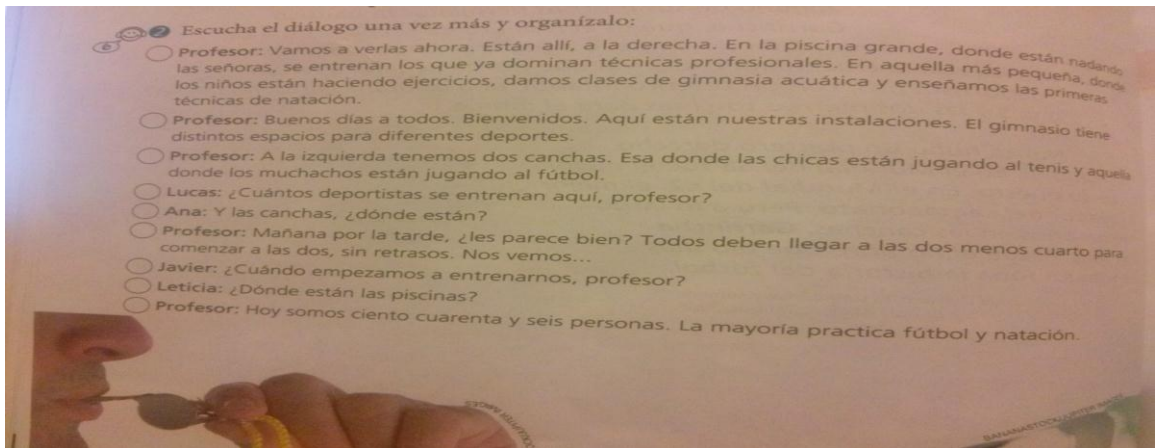 6 2 Escucha el diálogo una vez más y organízalo:
Profesor: Vamos a verlas ahora. Están allí, a la derecha. En la piscina grande, donde están nadando
las señoras, se entrenan los que ya dominan técnicas profesionales. En aquella más pequeña, donde
los niños están haciendo ejercicios, damos clases de gimnasia acuática y enseñamos las primeras
técnicas de natación.
Profesor: Buenos días a todos. Bienvenidos. Aquí están nuestras instalaciones. El gimnasio tiene
distintos espacios para diferentes deportes.
Profesor: A la izquierda tenemos dos canchas. Esa donde las chicas están jugando al tenis y aquella
donde los muchachos están jugando al fútbol.
Lucas: ¿Cuántos deportistas se entrenan aquí, profesor?
Ana: Y las canchas, ¿dónde están?
Profesor: Mañana por la tarde, ¿les parece bien? Todos deben llegar a las dos menos cuarto para
comenzar a las dos, sin retrasos. Nos vemos...
Javier: ¿Cuándo empezamos a entrenarnos, profesor?
Leticia: ¿Dónde están las piscinas?
Profesor: Hoy somos ciento cuarenta y seis personas. La mayoría practica fútbol y natación.